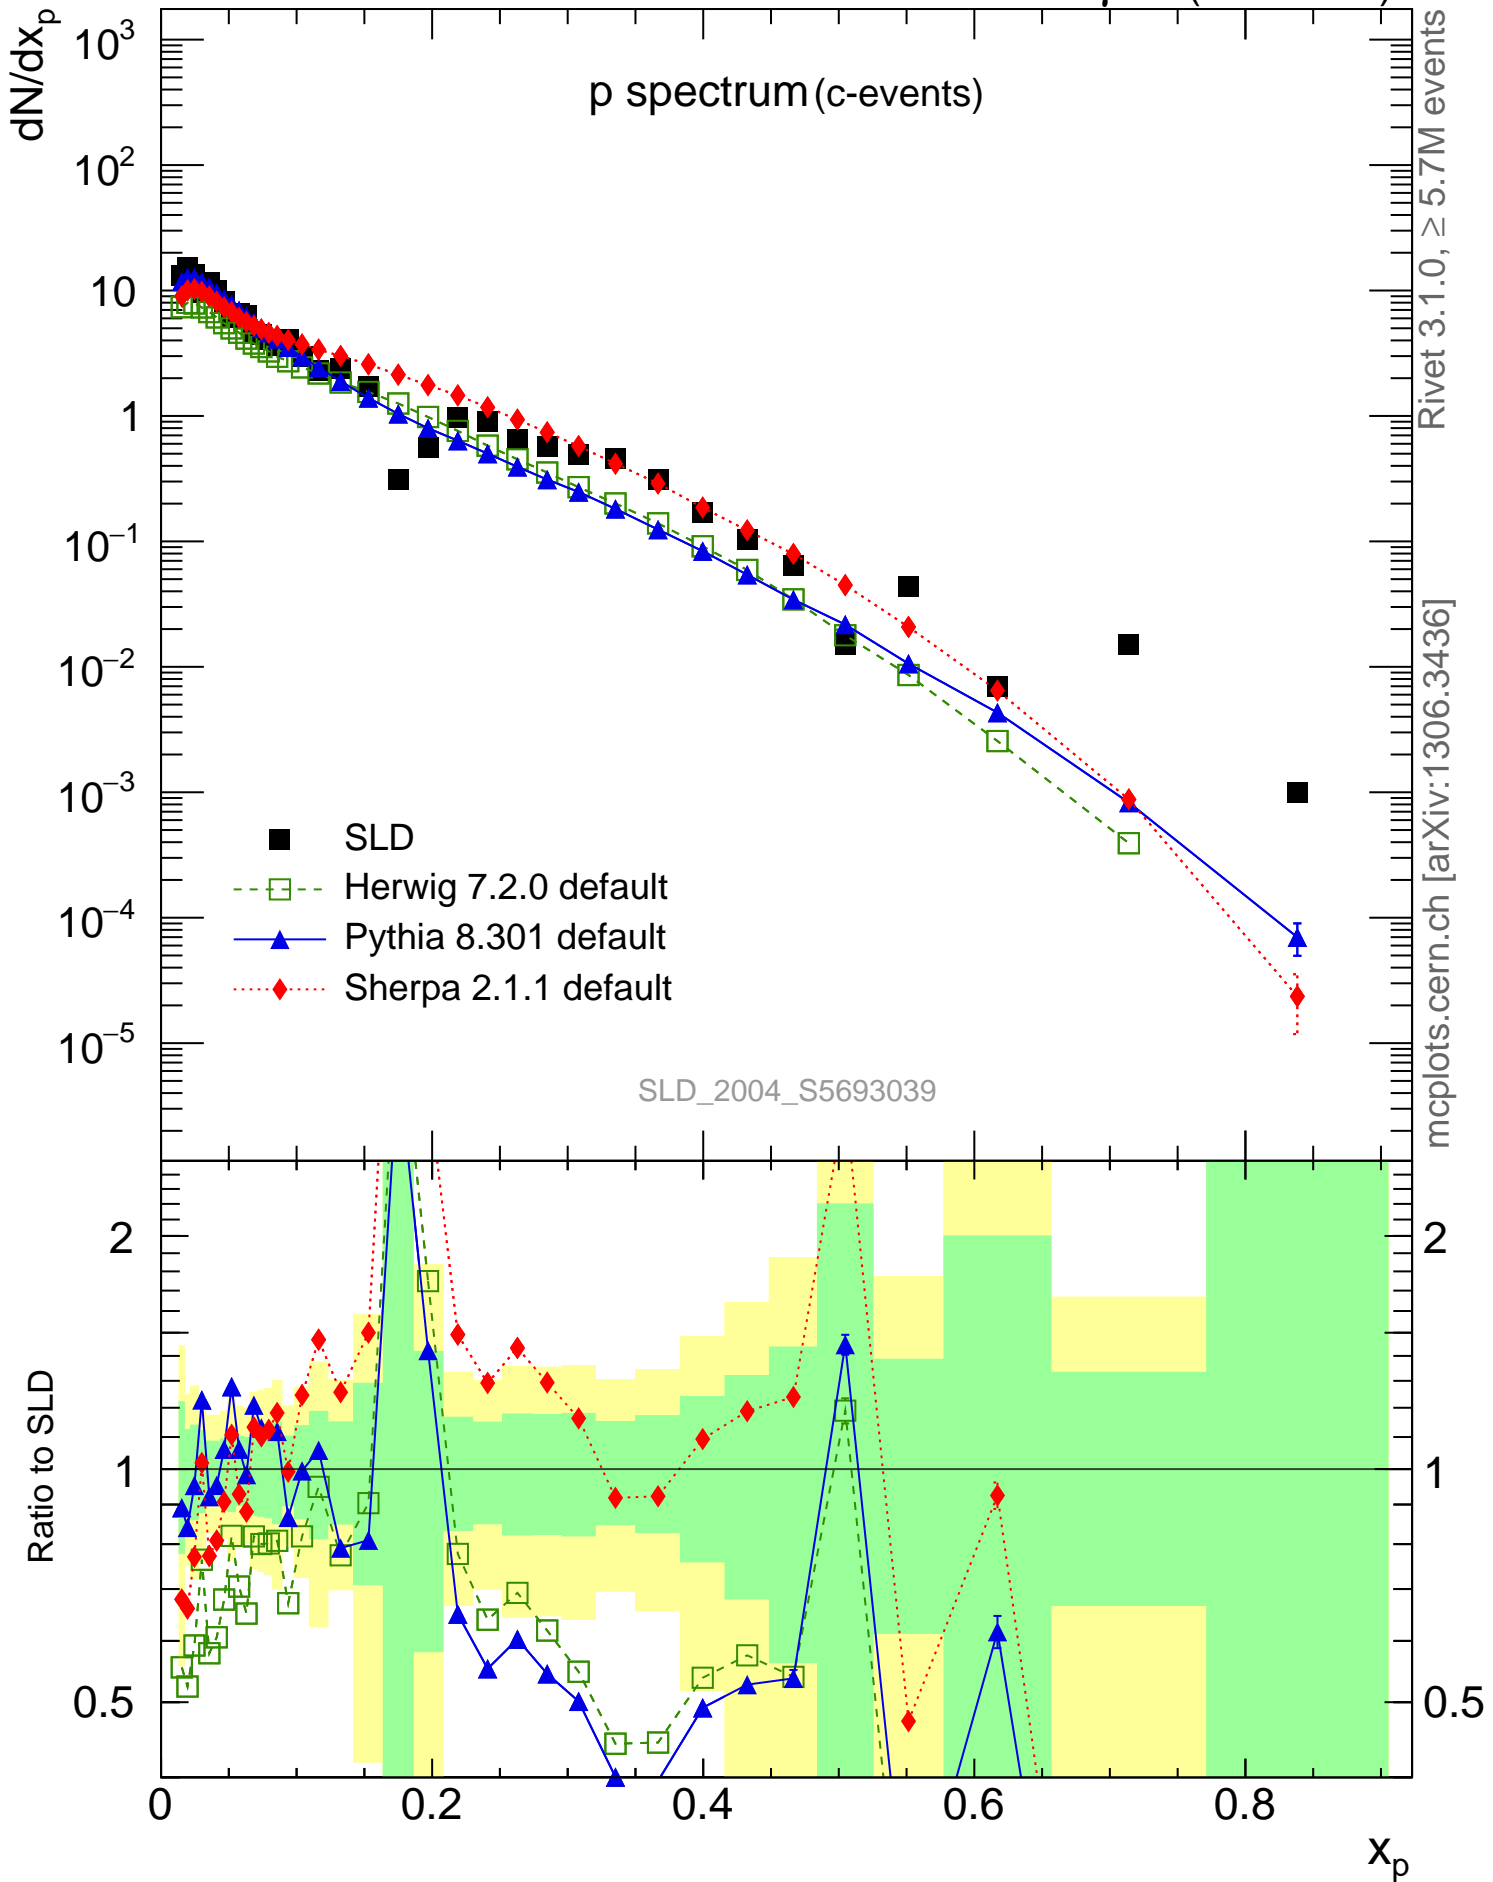 p spectrum (c-events)
dN/dx_p
10^3
10^2
10
1
10^−1
10^−2
10^−3
10^−4
10^−5
SLD
Herwig 7.2.0 default
Pythia 8.301 default
Sherpa 2.1.1 default
SLD_2004_S5693039
Rivet 3.1.0, ≥ 5.7M events
mcplots.cern.ch [arXiv:1306.3436]
Ratio to SLD
2
1
0.5
2
1
0.5
0
0.2
0.4
0.6
0.8
x_p